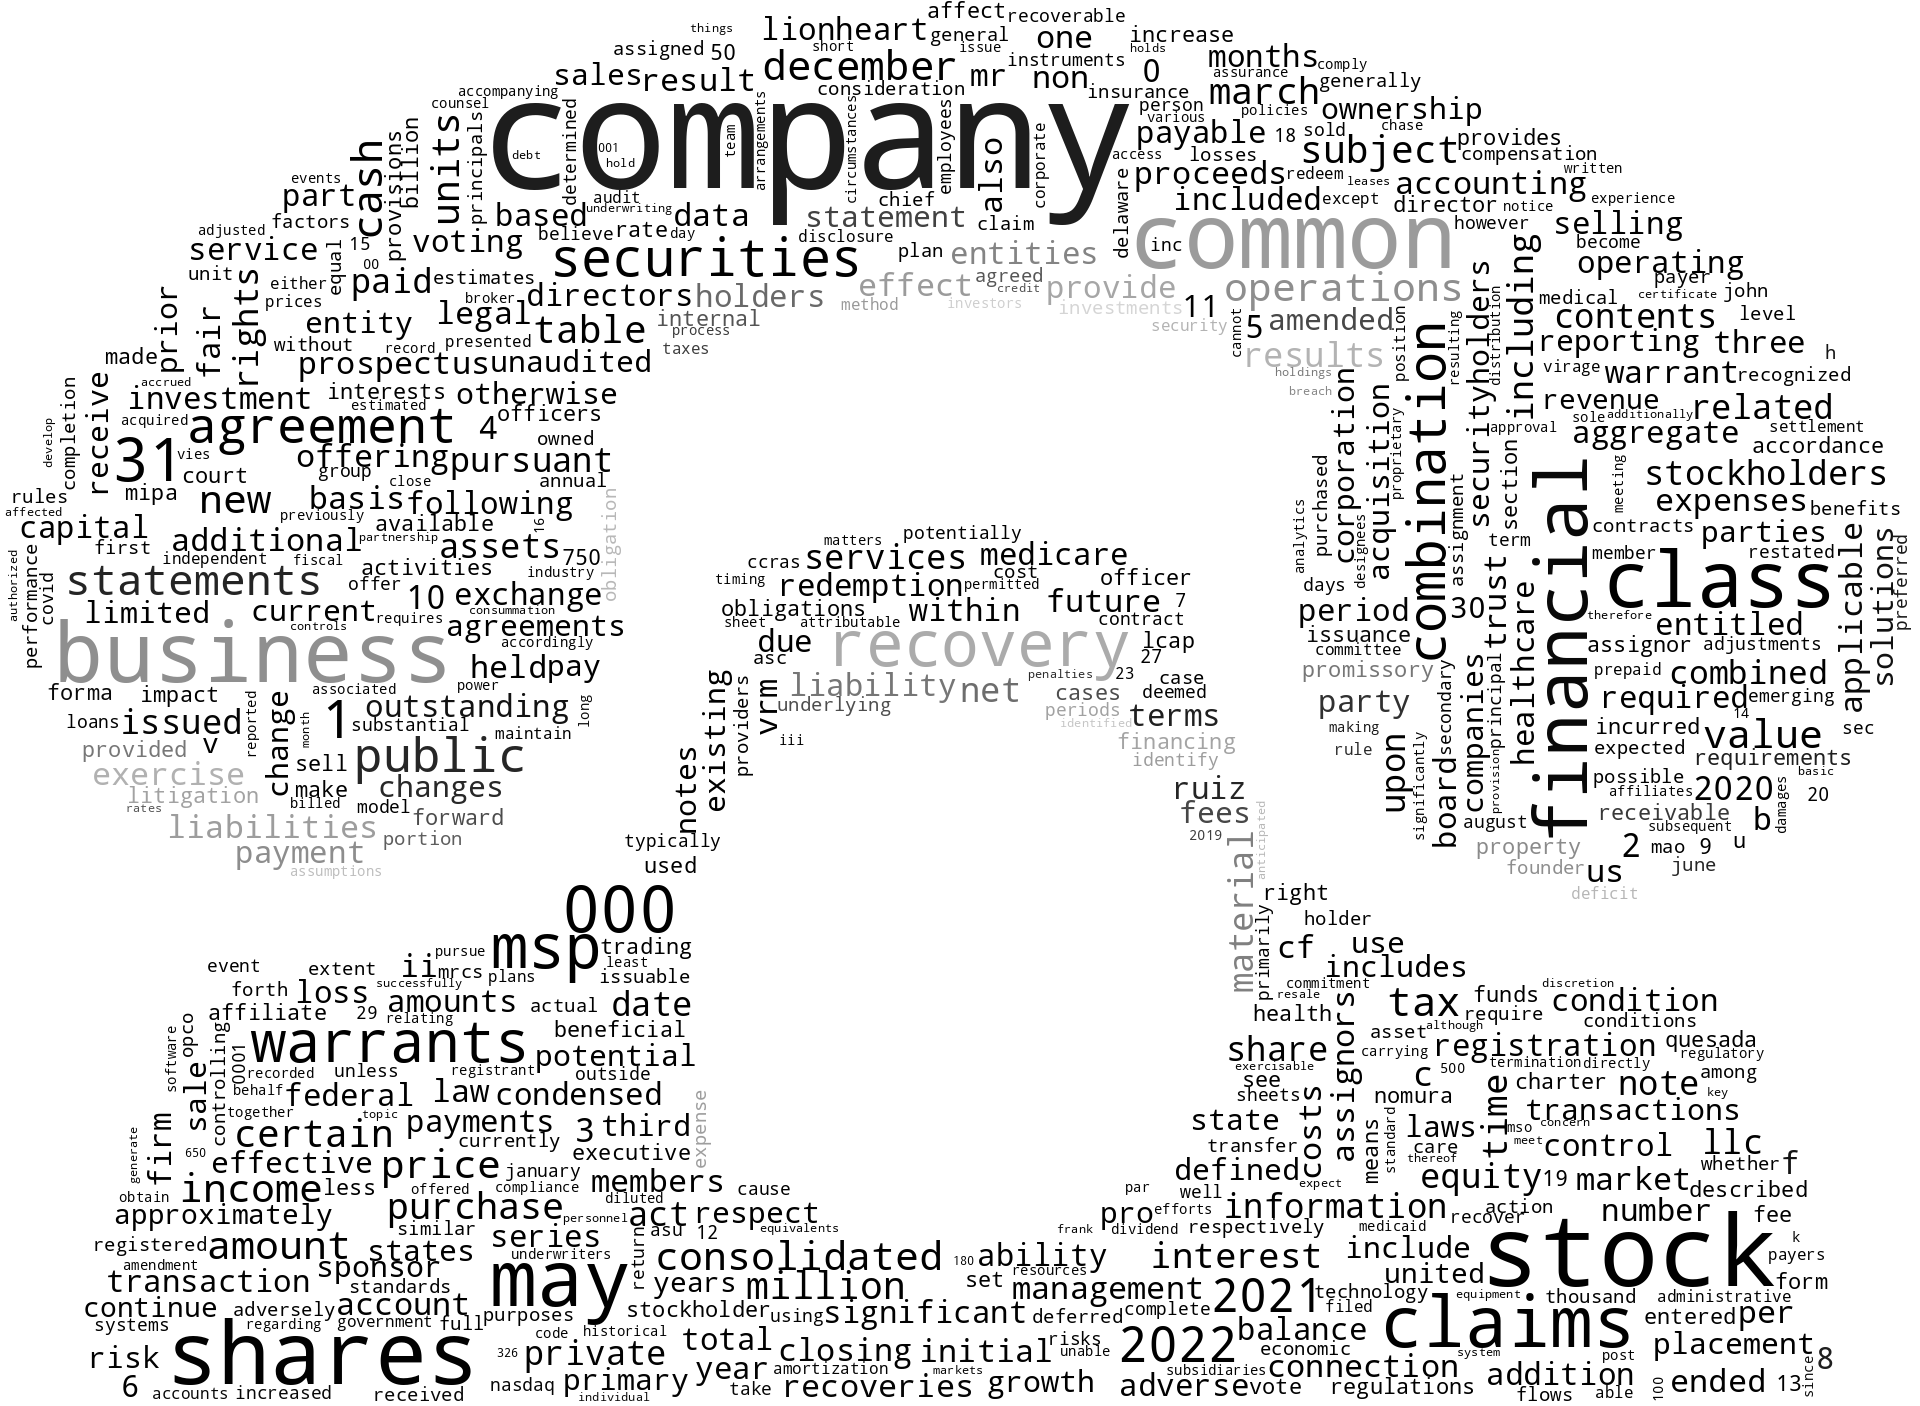 affect recoverable
things lionheart general one increase
assigned 50 short issue holds months
sales result december mr instruments non 0 assurance comply generally
accompanying consideration insurance march ownership
counsel company person policies
units principals determined debt 001 hold team arrangements circumstances employees also corporate various payable 18 sold chase provides
cash provisions billion access losses subject compensation
events part proceeds redeem leases accounting written
factors audit underwriting chief delaware included except director notice experience
based data statement claim common however selling
adjusted service 15 voting believe rate day disclosure plan entities inc become
unit either equal 00 paid estimates securities effect agreed credit provide operations operating payer
prices broker directors holders method investors investments 11 medical certificate john
prior fair rights entity legal table internal security 5 amended contents level
without record presented process taxes cannot results reporting three h
made prospectus unaudited holdings virage warrant recognized
accrued investment interests otherwise breach revenue
acquired estimated officers sole additionally related
receive agreement 4 owned approval aggregate settlement accordance
develop completion 31 vies offering pursuant
court group close annual stockholders
rules mipa new basis following expenses benefits
affected capital previously available 16 contracts parties
first additional partnership assets 750 obligation
independent fiscal activities industry
statements offer 10 exchange
limited current requires consummation
authorized performance covid controls agreements accordingly
business held pay
forma impact associated power
loans issued reported change month 1 outstanding substantial maintain long
provided v sell public
exercise make changes
litigation billed model forward
rates liabilities portion
payment
assumptions
potentially
matters services medicare
ccras cost
timing redemption permitted officer
obligations within future 7
sheet attributable contract
due recovery lcap
asc 27
penalties 23 case
liability net cases deemed
underlying periods
identified terms
existing providers vrm iii financing
notes identify
ruiz
fees
typically 2019
used material anticipated
position resulting distribution securityholders including
corporation acquisition proprietary combination section
analytics purchased designees assignment term
days meeting
period 30 trust healthcare financial member restated
issuance class applicable solutions preferred
committee therefore entitled
promissory assignor adjustments
party prepaid combined
making required emerging
rule upon significantly board secondary companies principal provision incurred 14 value sec
expected requirements
possible basic
affiliates 2020 20
august receivable b damages
subsequent
property 2 mao 9 u
founder us june
deficit
000 right
msp trading holder
pursue least cf use
event extent ii mrcs plans issuable primarily includes
forth loss successfully commitment discretion
affiliate 29 amounts actual date resale tax funds condition
relating health require conditions
software opco controlling warrants beneficial asset although quesada
0001 potential share carrying registration regulatory
recorded unless registrant outside exercisable termination directly among
sale behalf federal law condensed see c 500 charter note key
together topic sheets nomura
certain payments 3 third expense state costs assignors time transactions
currently laws mso concern
generate firm 650 executive transfer means standard care meet control llc
effective price january thereof whether f
income less offered compliance members cause defined expect equity 19 market described
obtain par well
approximately purchase diluted act respect pro efforts information action number fee
similar personnel equivalents recover
registered series asu 12 frank dividend respectively medicaid k
amount states underwriters return consolidated 180 ability interest include stock payers
amendment sponsor resources
transaction standards may years million set management united form
continue account 2021 technology equipment thousand administrative
adversely purposes stockholder using significant deferred complete filed claims entered per
systems regarding government full
shares code historical total 2022 balance
risk 326 private closing initial risks economic system post placement
unable 8
year amortization markets subsidiaries connection addition
6 nasdaq primary take recoveries growth adverse vote regulations ended 13 since
accounts increased received individual flows able 100